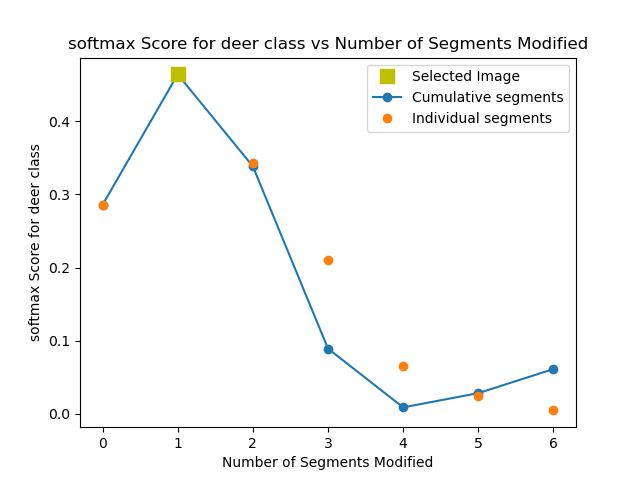 softmax Score for deer class vs Number of Segments Modified
Selected Image
Cumulative segments
Individual segments
softmax Score for deer class
0.4
0.3
0.2
0.1
0.0
0 1 2 3 4 5 6
Number of Segments Modified